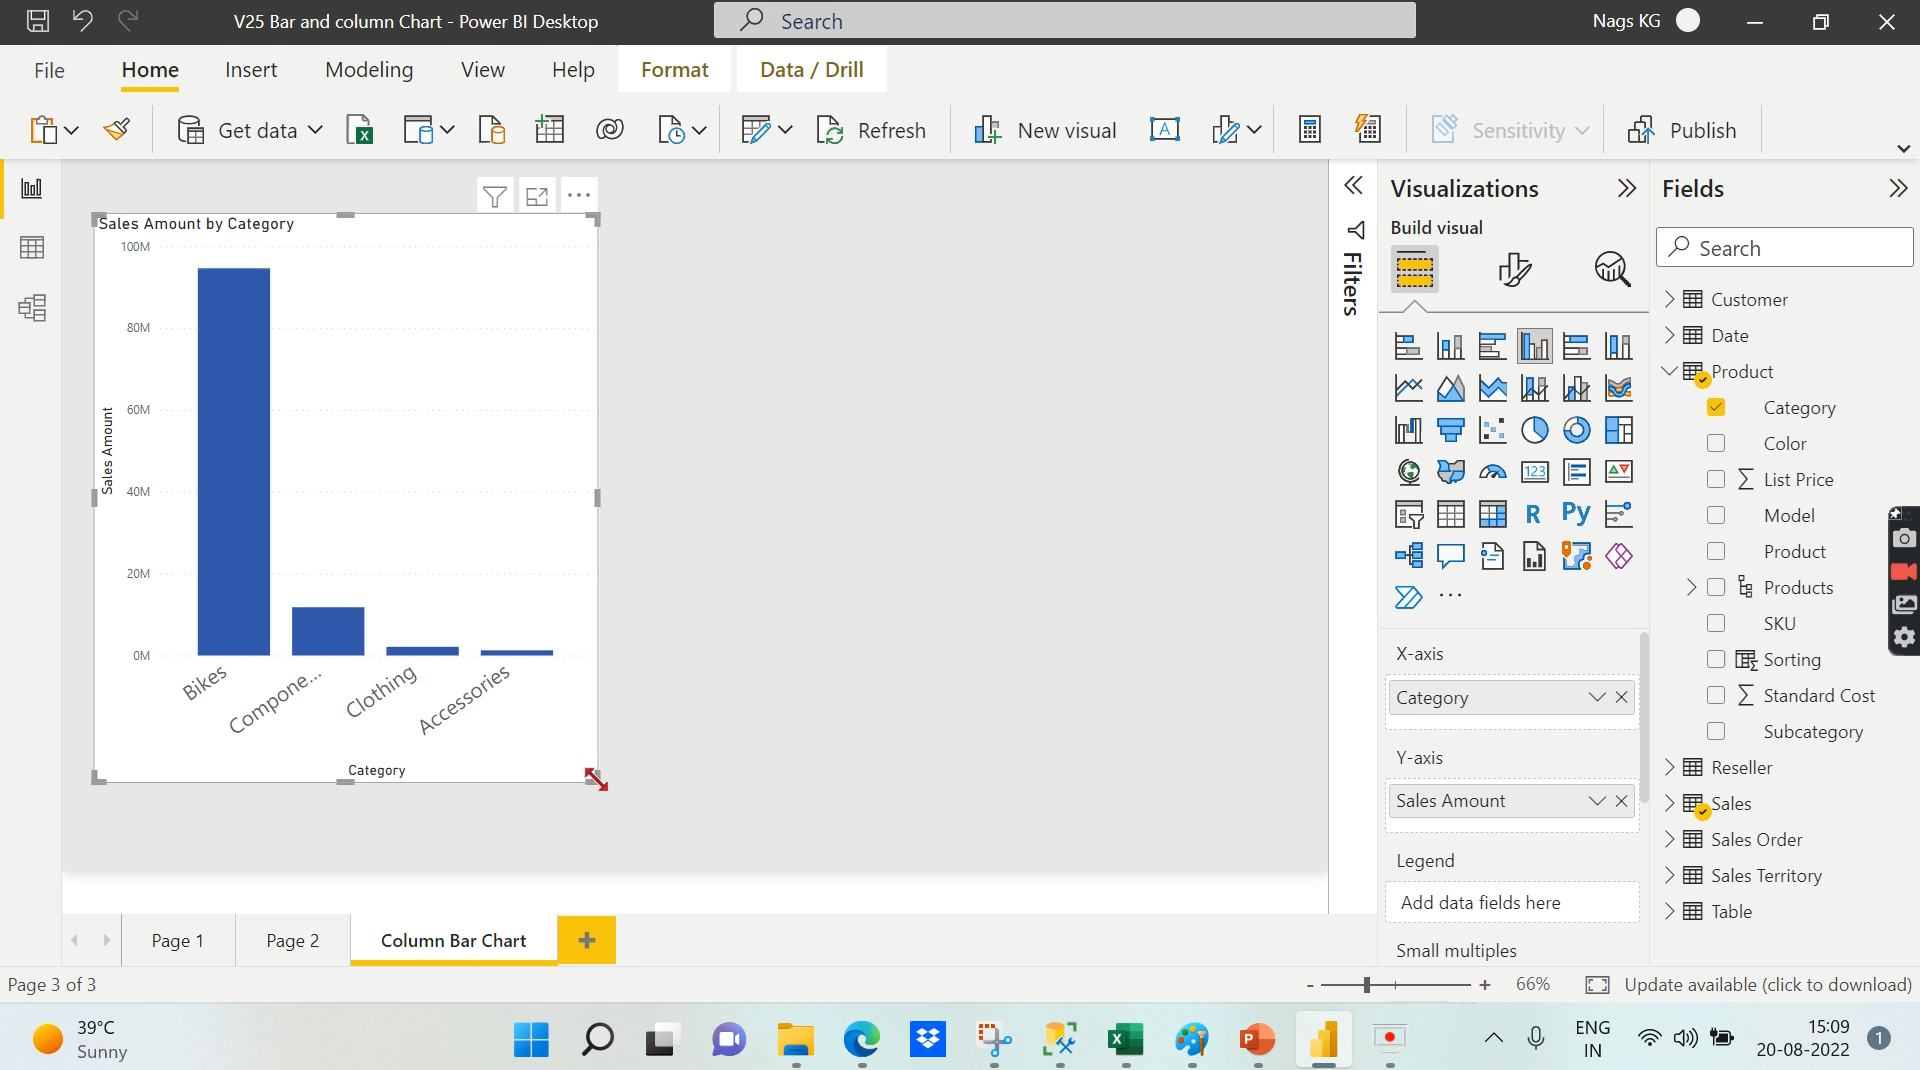 V25 Bar and column Chart - Power BI Desktop
Search
Nags KG
File
Home
Insert
Modeling
View
Help
Format
Data / Drill
Get data
Refresh
New visual
Sensitivity
Publish
Sales Amount by Category
100M
80M
60M
40M
20M
0M
Sales Amount
Bikes
Compone...
Clothing
Accessories
Category
Filters
Visualizations
Build visual
123
R
Py
X-axis
Category
Y-axis
Sales Amount
Legend
Add data fields here
Small multiples
Fields
Search
Customer
Date
Product
Category
Color
List Price
Model
Product
Products
SKU
Sorting
Standard Cost
Subcategory
Reseller
Sales
Sales Order
Sales Territory
Table
Page 1
Page 2
Column Bar Chart
Page 3 of 3
- + 66%
Update available (click to download)
39°C
Sunny
ENG
IN
15:09
20-08-2022
1